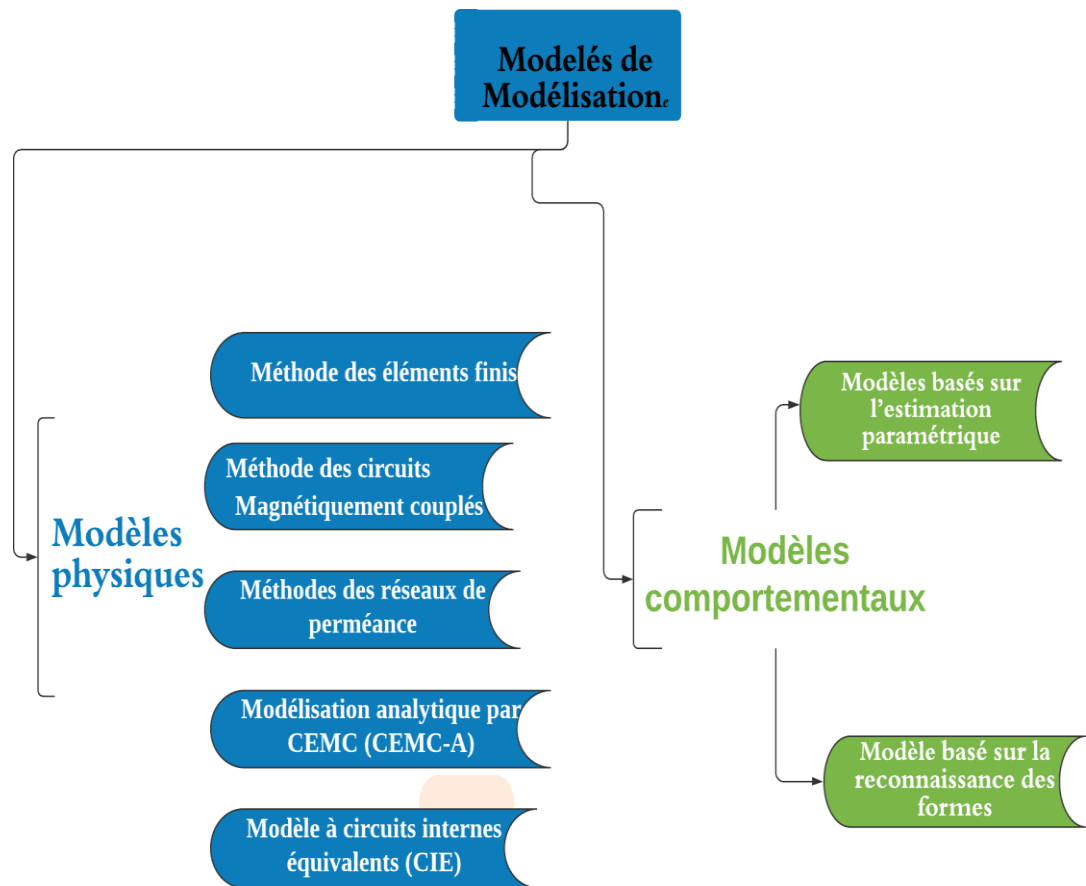 Modelés de
Modélisatione
Méthode des éléments finis
Méthode des circuits
Magnétiquement couplés
Modèles
physiques
Méthodes des réseaux de
perméance
Modélisation analytique par
CEMC (CEMC-A)
Modèle à circuits internes
équivalents (CIE)
Modèles basés sur
l’estimation
paramétrique
Modèles
comportementaux
Modèle basé sur la
reconnaissance des
formes